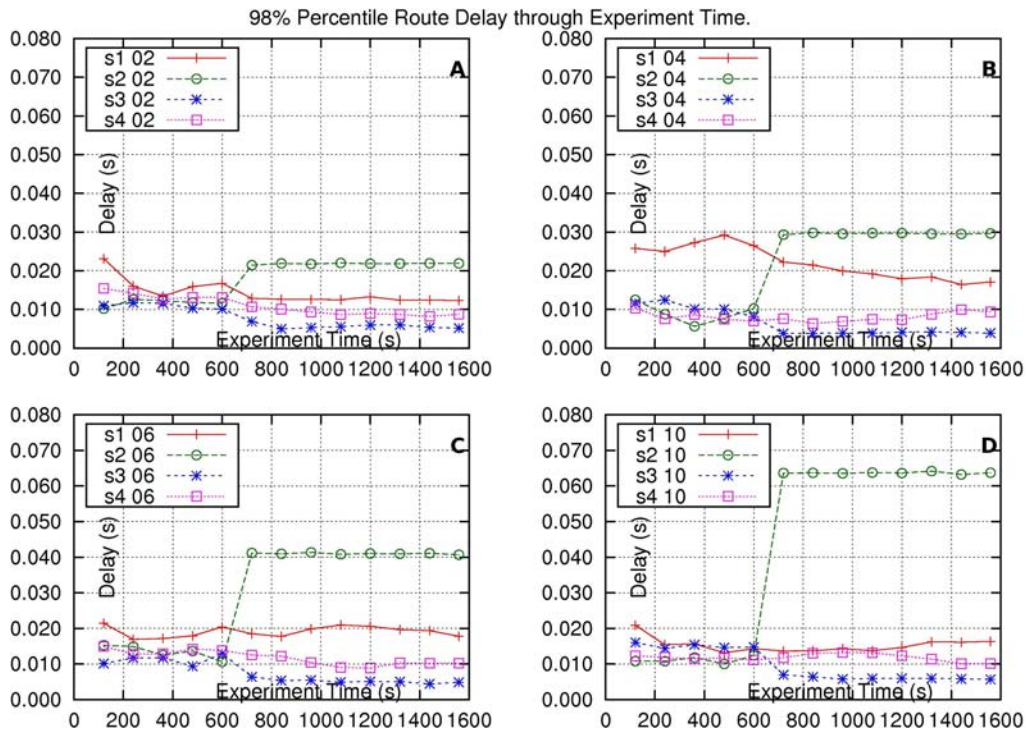 98% Percentile Route Delay through Experiment Time.
0.080
0.070
0.060
0.050
0.040
0.030
0.020
0.010
0.000
Delay (s)
s1 02
s2 02
s3 02
s4 02
A
Experiment Time (s)
0 200 400 600 800 1000 1200 1400 1600
0.080
0.070
0.060
0.050
0.040
0.030
0.020
0.010
0.000
Delay (s)
s1 04
s2 04
s3 04
s4 04
B
Experiment Time (s)
0 200 400 600 800 1000 1200 1400 1600
0.080
0.070
0.060
0.050
0.040
0.030
0.020
0.010
0.000
Delay (s)
s1 06
s2 06
s3 06
s4 06
C
Experiment Time (s)
0 200 400 600 800 1000 1200 1400 1600
0.080
0.070
0.060
0.050
0.040
0.030
0.020
0.010
0.000
Delay (s)
s1 10
s2 10
s3 10
s4 10
D
Experiment Time (s)
0 200 400 600 800 1000 1200 1400 1600